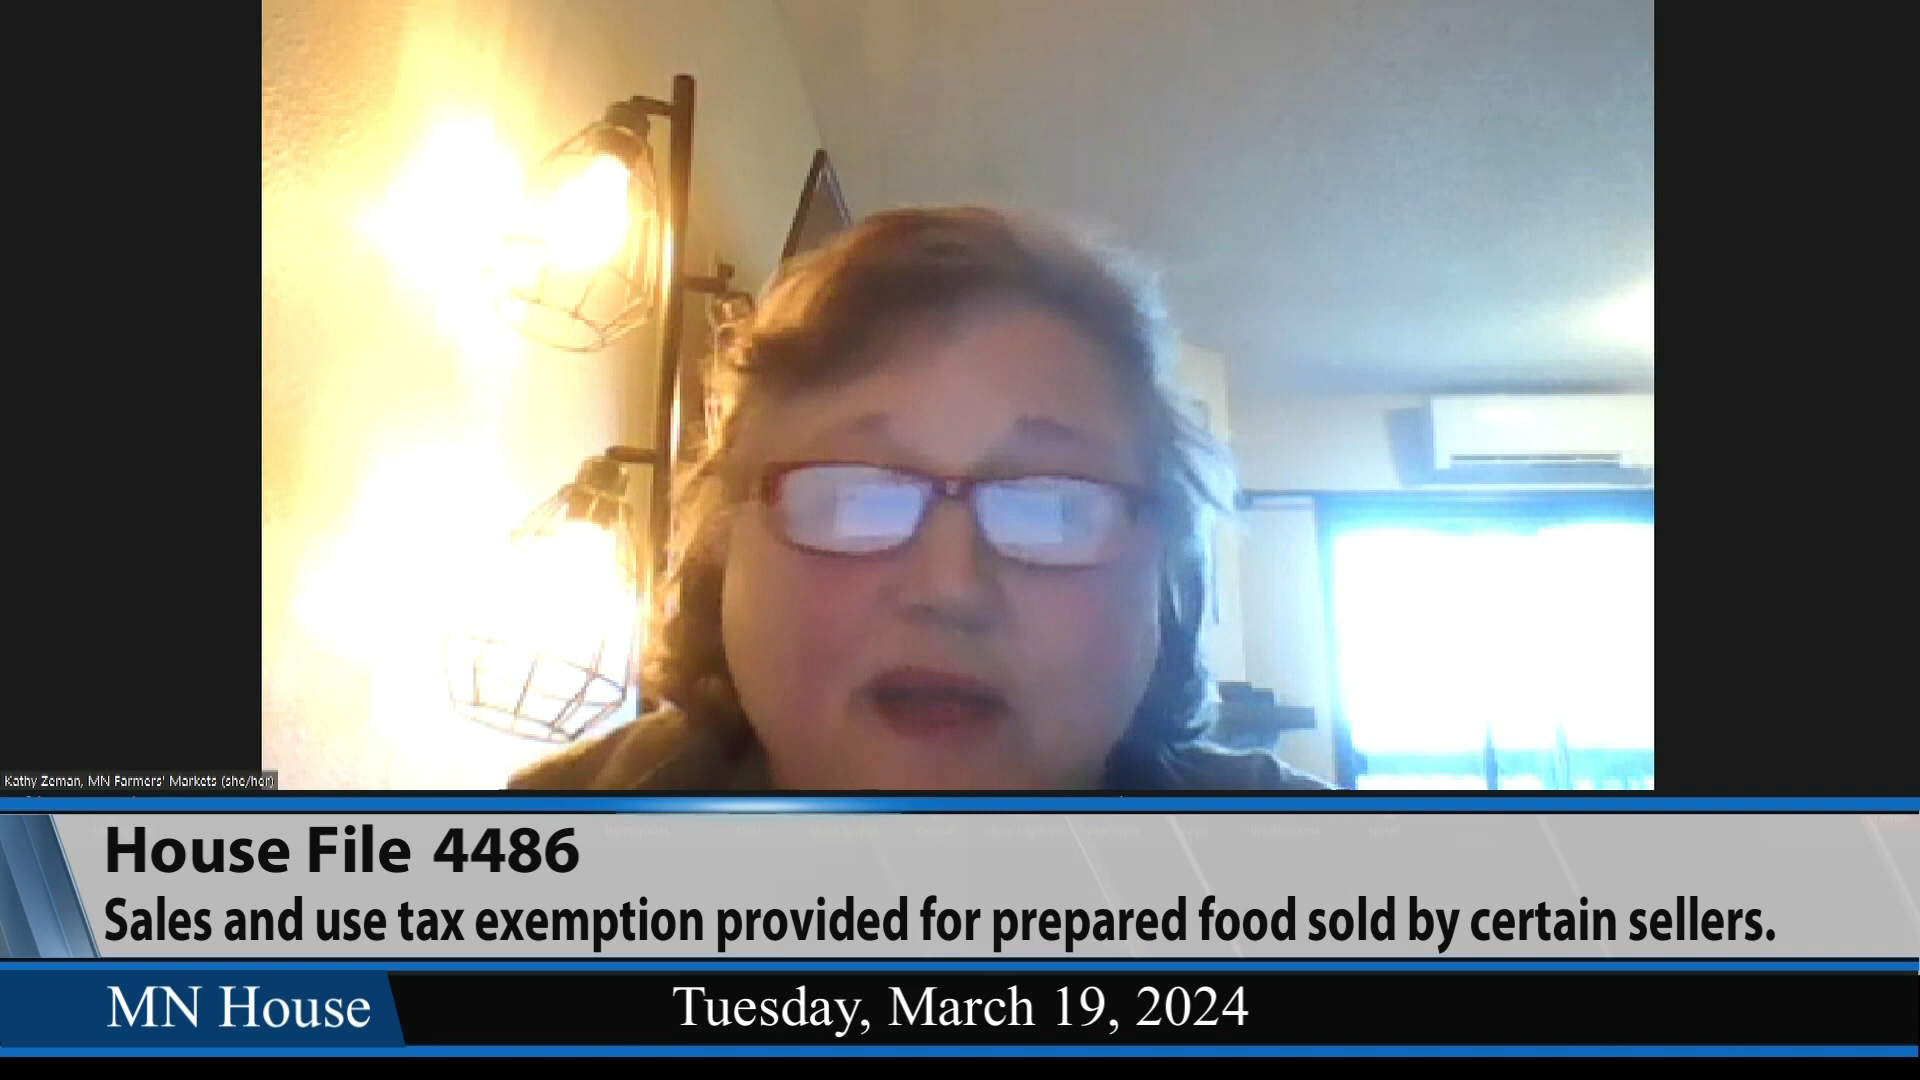 Kathy Zeman, MN Farmers' Markets (she/her)
House File 4486
Sales and use tax exemption provided for prepared food sold by certain sellers.
MN House
Tuesday, March 19, 2024